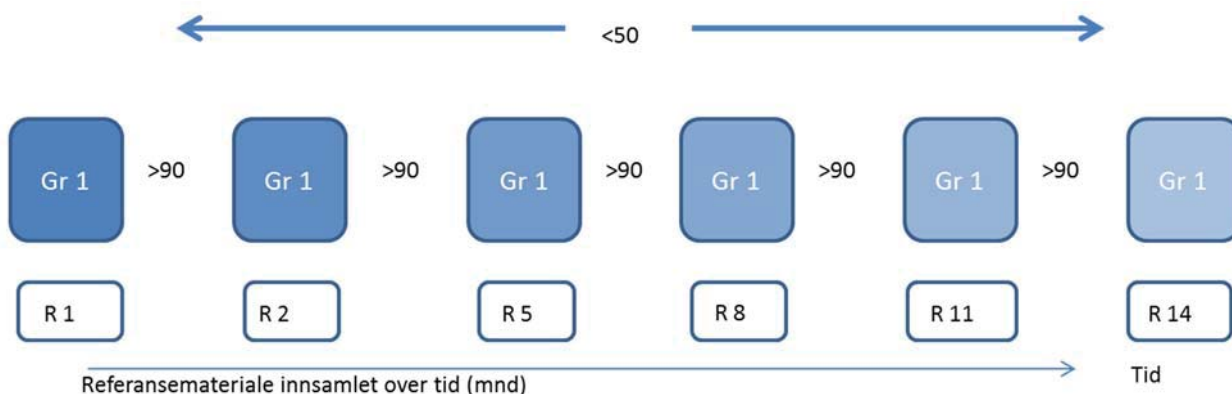 <50
Gr 1 >90 Gr 1 >90 Gr 1 >90 Gr 1 >90 Gr 1 >90 Gr 1
R 1 R 2 R 5 R 8 R 11 R 14
Referansemateriale innsamlet over tid (mnd) Tid